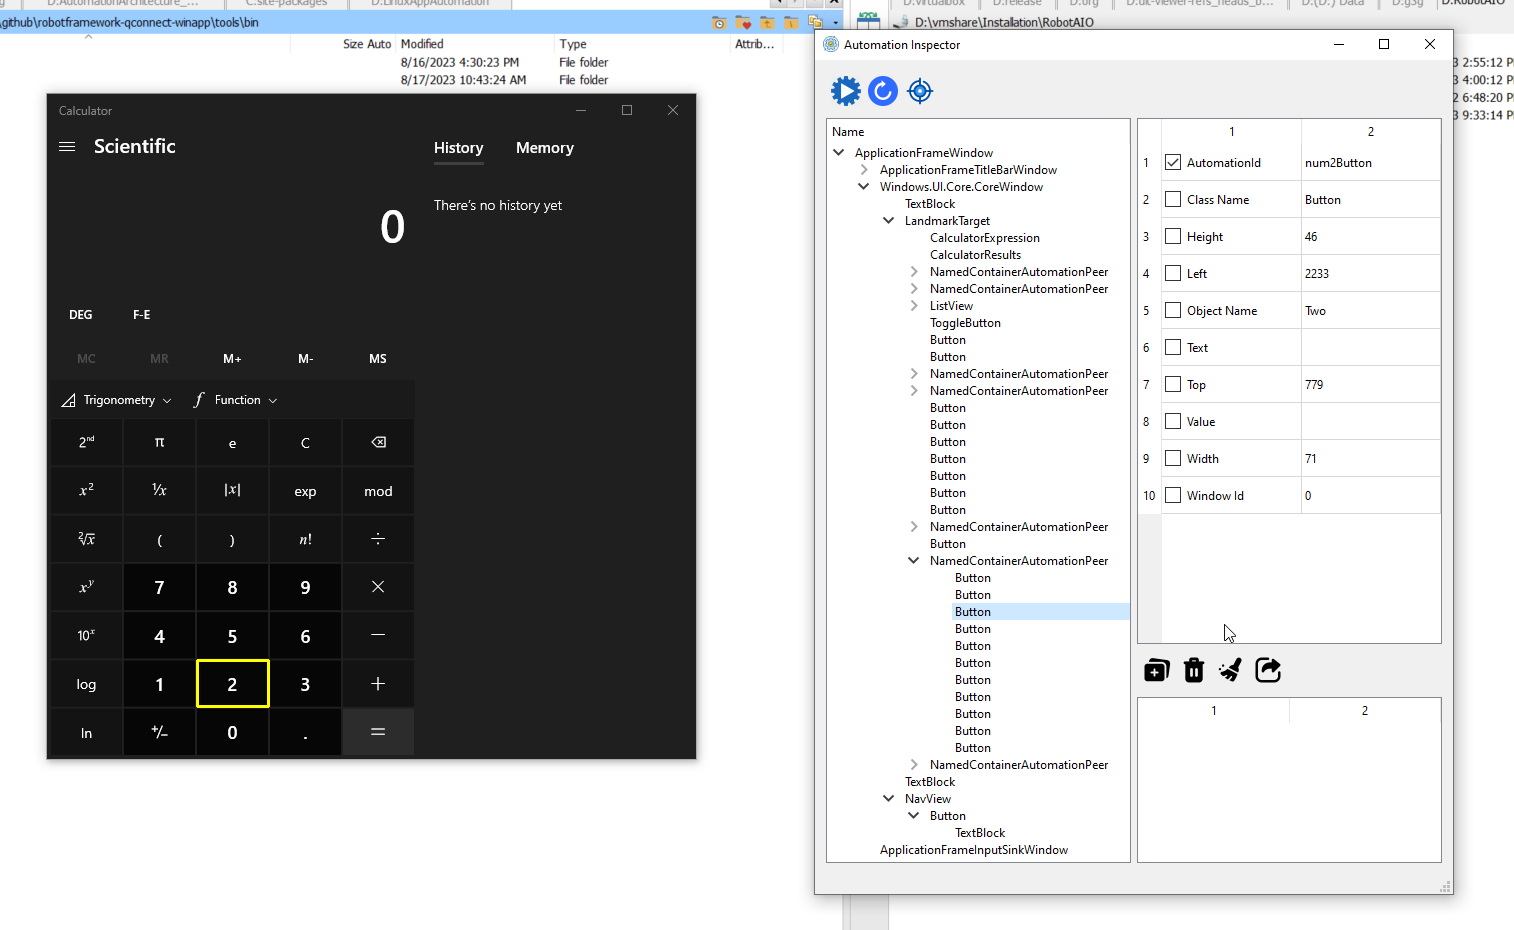 D:AutomationArchitecture_...
C:site-packages
D:LinuxAppAutomation
D:virtualbox
D:release
D:org
D:git-viewer-refs_heads_b...
D:(D:) Data
D:g3g
D:RobotAIO
\github\robotframework-qconnect-winapp\tools\bin
D:\vmshare\Installation\RobotAIO
Size Auto Modified Type Attrib...
8/16/2023 4:30:23 PM File folder
8/17/2023 10:43:24 AM File folder
3 2:55:12 P
3 4:00:12 P
2 6:48:20 P
3 9:33:14 P
Calculator
Scientific
History Memory
There's no history yet
0
DEG F-E
MC MR M+ M- MS
Trigonometry f Function
2nd π e C
x² ¹/x |x| exp mod
²√x ( ) n! ÷
xʸ 7 8 9 ×
10ˣ 4 5 6 −
log 1 2 3 +
ln +/− 0 . =
Automation Inspector
Name
ApplicationFrameWindow
ApplicationFrameTitleBarWindow
Windows.UI.Core.CoreWindow
TextBlock
LandmarkTarget
CalculatorExpression
CalculatorResults
NamedContainerAutomationPeer
NamedContainerAutomationPeer
ListView
ToggleButton
Button
Button
NamedContainerAutomationPeer
NamedContainerAutomationPeer
Button
Button
Button
Button
Button
Button
Button
NamedContainerAutomationPeer
Button
NamedContainerAutomationPeer
Button
Button
Button
Button
Button
Button
Button
Button
Button
Button
Button
NamedContainerAutomationPeer
TextBlock
NavView
Button
TextBlock
ApplicationFrameInputSinkWindow
1 2
1 AutomationId num2Button
2 Class Name Button
3 Height 46
4 Left 2233
5 Object Name Two
6 Text
7 Top 779
8 Value
9 Width 71
10 Window Id 0
1 2